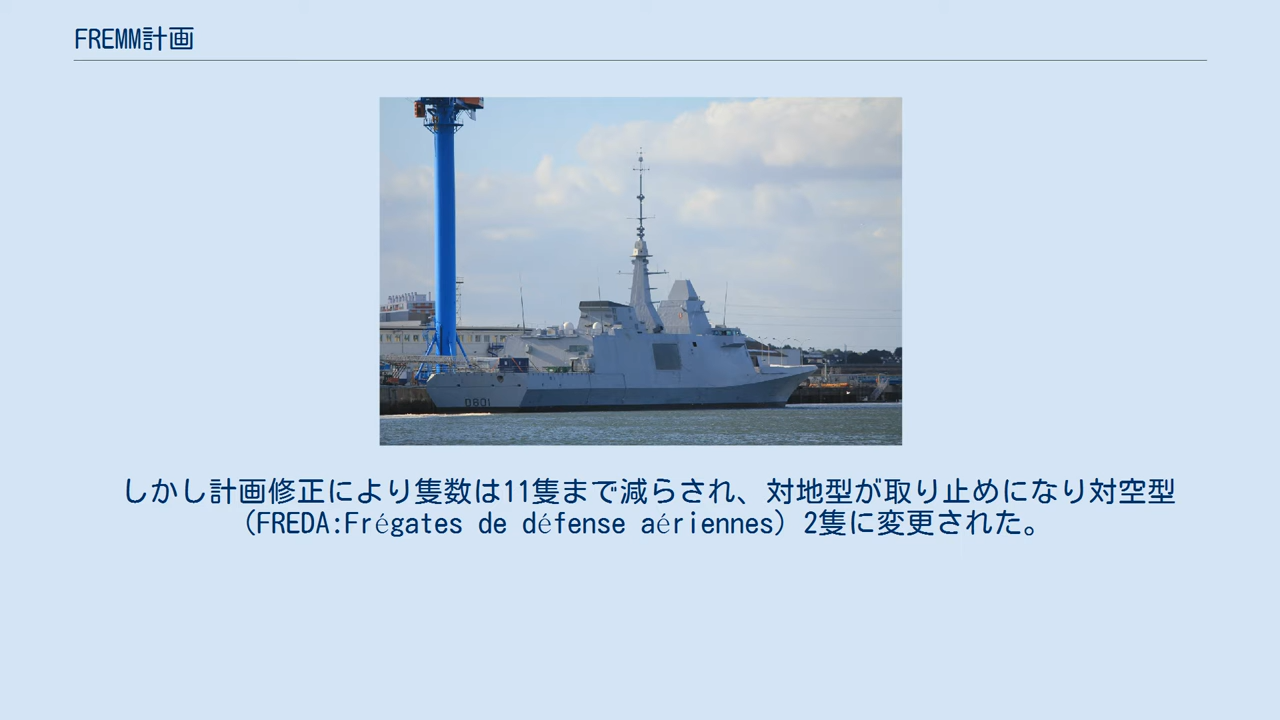 FREMM計画
D601
しかし計画修正により隻数は11隻まで減らされ、対地型が取り止めになり対空型
(FREDA:Frégates de défense aériennes) 2隻に変更された。